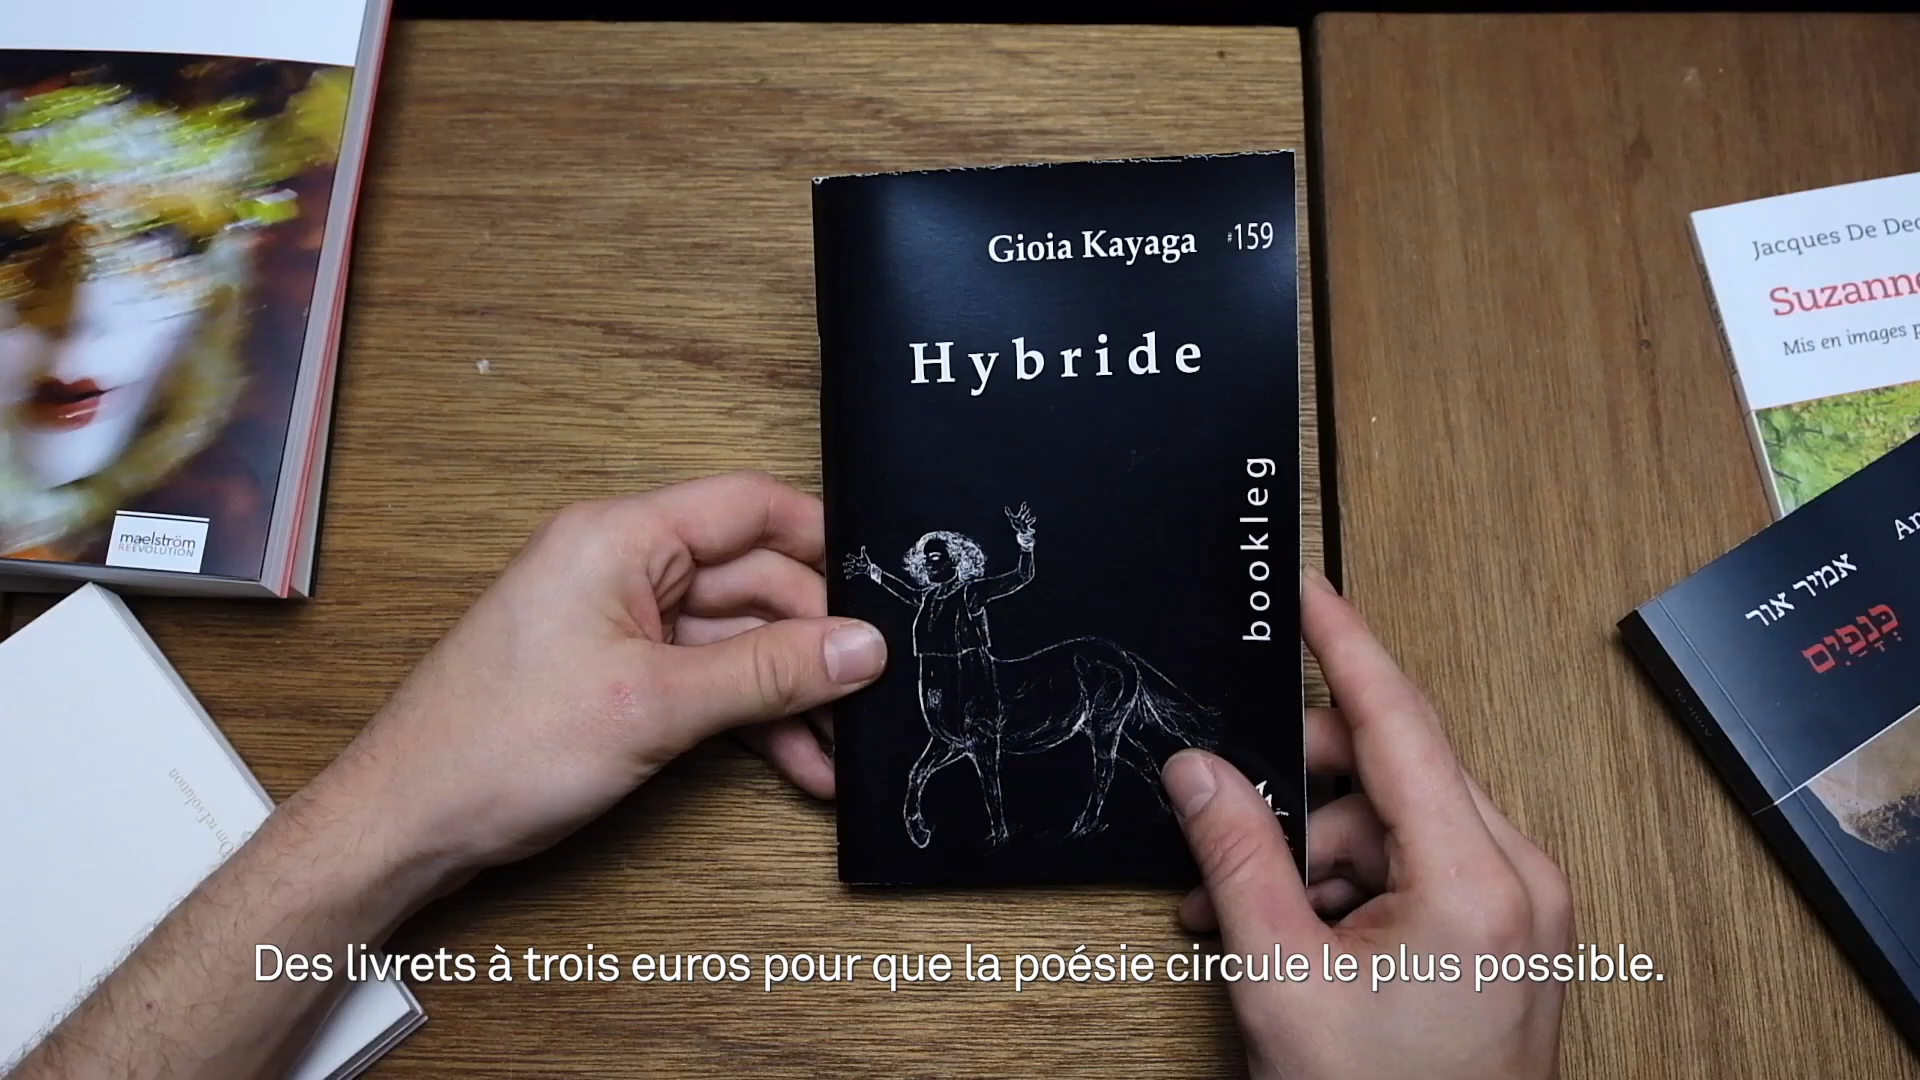 Gioia Kayaga #159
Hybride
bookleg
maelström
REEVOLUTION
Jacques De Dec
Suzanne
Mis en images p
אמיר אור
כְּנָפַיִם
Des livrets à trois euros pour que la poésie circule le plus possible.